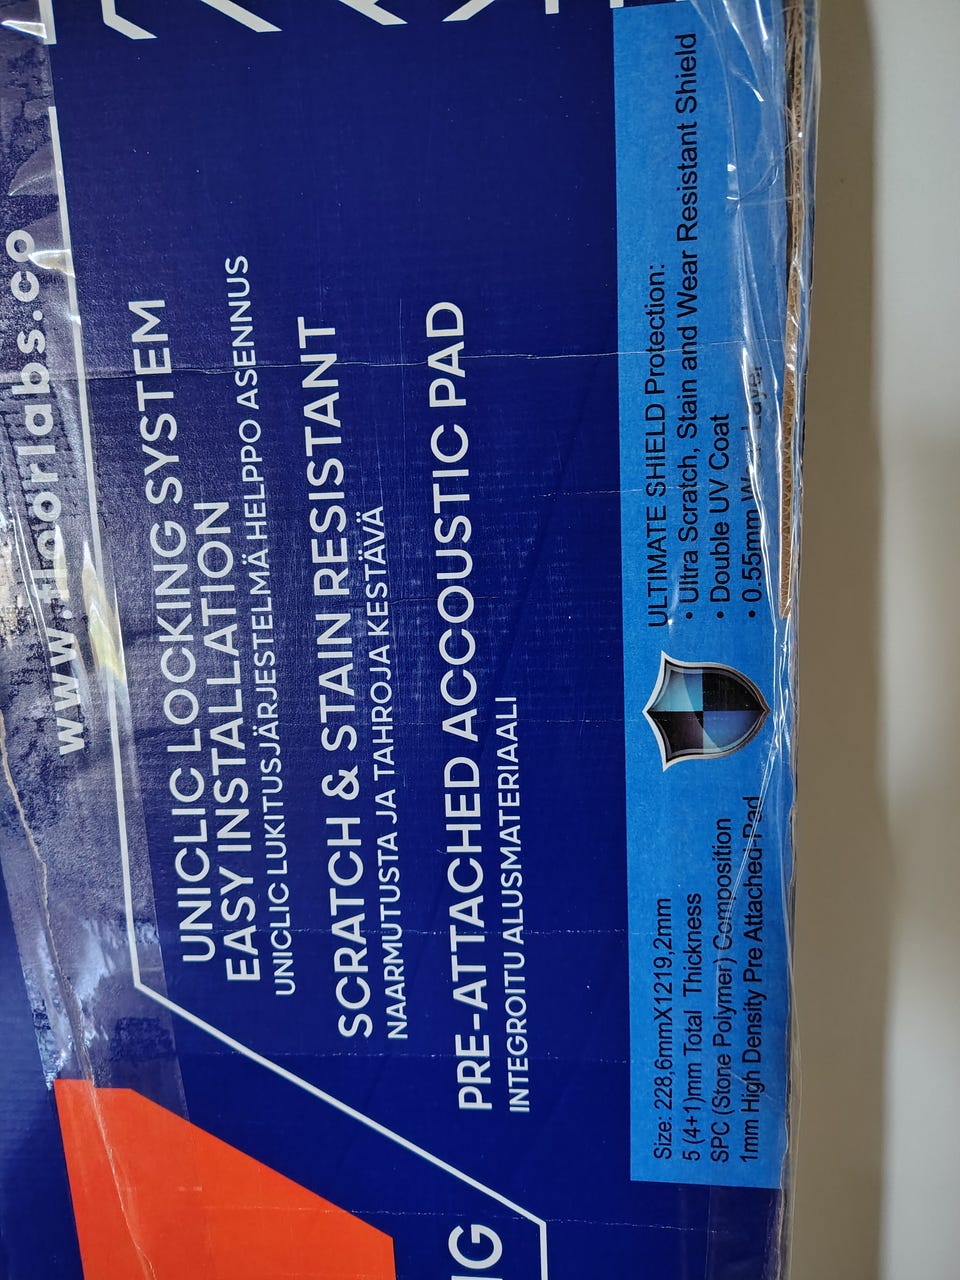 www.floorlabs.co
UNICLIC LOCKING SYSTEM
EASY INSTALLATION
UNICLIC LUKITUSJÄRJESTELMÄ HELPPO ASENNUS
SCRATCH & STAIN RESISTANT
NAARMUTUSTA JA TAHROJA KESTÄVÄ
PRE-ATTACHED ACCOUSTIC PAD
INTEGROITU ALUSMATERIAALI
Size: 228,6mmX1219,2mm
5 (4+1)mm Total Thickness
SPC (Stone Polymer) Composition
1mm High Density Pre Attached Pad
ULTIMATE SHIELD Protection:
• Ultra Scratch, Stain and Wear Resistant Shield
• Double UV Coat
• 0.55mm Layer